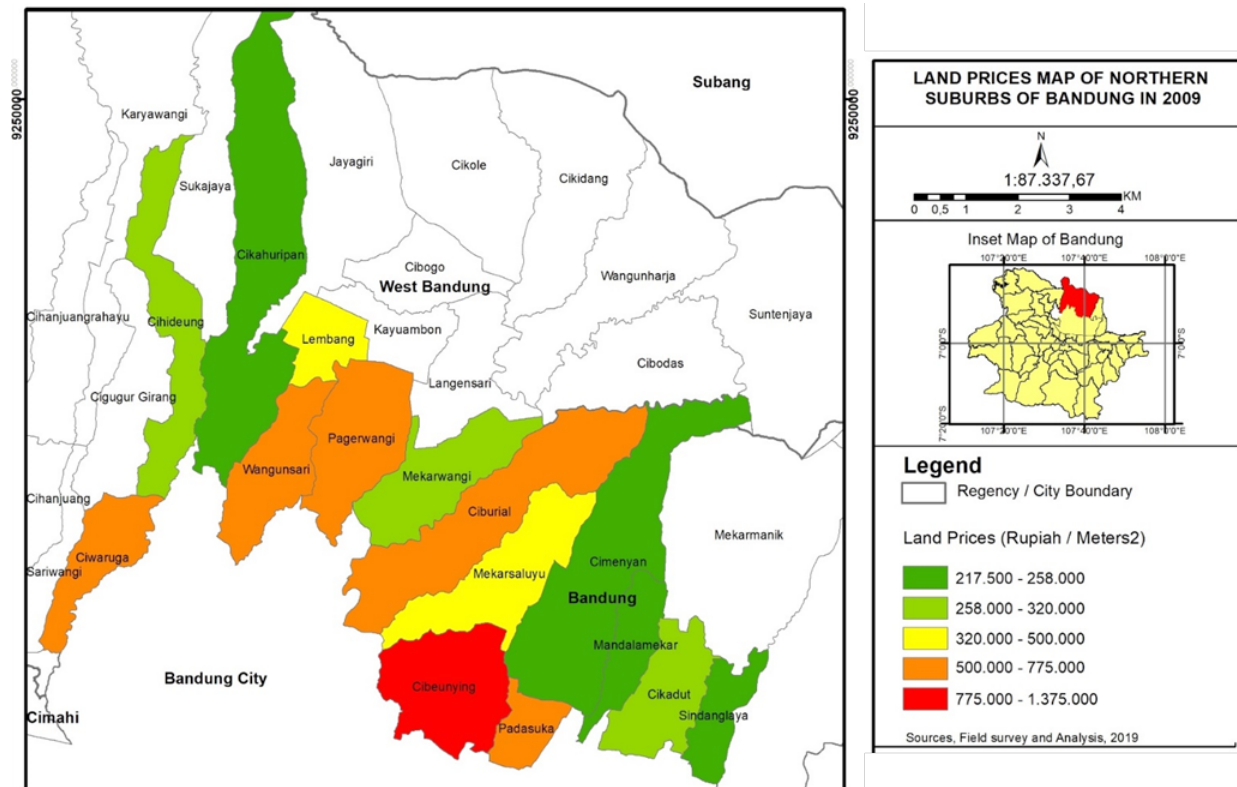 Subang
9250000
9250000
Karyawangi
Jayagiri
Cikole
Cikidang
Sukajaya
Cikahuripan
Cibogo
Wangunharja
West Bandung
Cihanjuangrahayu
Cihideung
Suntenjaya
Kayuambon
Lembang
Cibodas
Langensari
Cigugur Girang
Pagerwangi
Wangunsari
Mekarwangi
Cihanjuang
Ciburial
Mekarmanik
Ciwaruga
Cimenyan
Sariwangi
Mekarsaluyu
Bandung
Mandalamekar
Bandung City
Cibeunying
Cikadut
Cimahi
Sindanglaya
Padasuka
LAND PRICES MAP OF NORTHERN
SUBURBS OF BANDUNG IN 2009
N
1:87.337,67
KM
0 0,5 1 2 3 4
Inset Map of Bandung
107°20'0"E 107°40'0"E 108°0'0"E
7°0'0"S 7°0'0"S
7°20'0"S
107°20'0"E 107°40'0"E 108°0'0"E
Legend
Regency / City Boundary
Land Prices (Rupiah / Meters2)
217.500 - 258.000
258.000 - 320.000
320.000 - 500.000
500.000 - 775.000
775.000 - 1.375.000
Sources, Field survey and Analysis, 2019